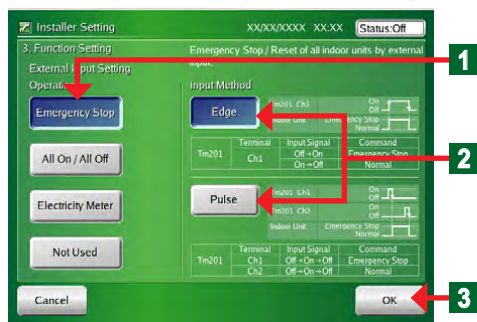 Installer Setting
XX/XX/XXXX XX:XX
Status:Off
3. Function Setting
External Input Setting
Operation
Emergency Stop / Reset of all indoor units by external
input.
Input Method
Emergency Stop
All On / All Off
Electricity Meter
Not Used
Edge
Tm201 Ch1
On
Off
Indoor Unit
Emergency Stop
Normal
Terminal Input Signal Command
Tm201 Ch1 Off→On Emergency Stop
On→Off Normal
Pulse
Tm201 Ch1
On
Off
Tm201 Ch2
On
Off
Indoor Unit
Emergency Stop
Normal
Terminal Input Signal Command
Tm201 Ch1 Off→On→Off Emergency Stop
Ch2 Off→On→Off Normal
Cancel
OK
1
2
3